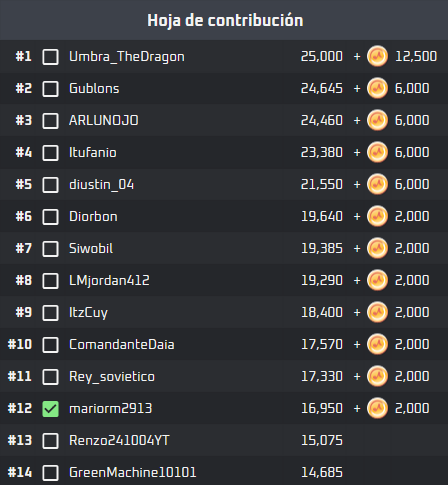 Hoja de contribución
#1 Umbra_TheDragon 25,000 + 12,500
#2 Gublons 24,645 + 6,000
#3 ARLUNOJO 24,460 + 6,000
#4 Itufanio 23,380 + 6,000
#5 diustin_04 21,550 + 6,000
#6 Diorbon 19,640 + 2,000
#7 Siwobil 19,385 + 2,000
#8 LMjordan412 19,290 + 2,000
#9 ItzCuy 18,400 + 2,000
#10 ComandanteDaia 17,570 + 2,000
#11 Rey_sovietico 17,330 + 2,000
#12 mariorm2913 16,950 + 2,000
#13 Renzo241004YT 15,075
#14 GreenMachine10101 14,685